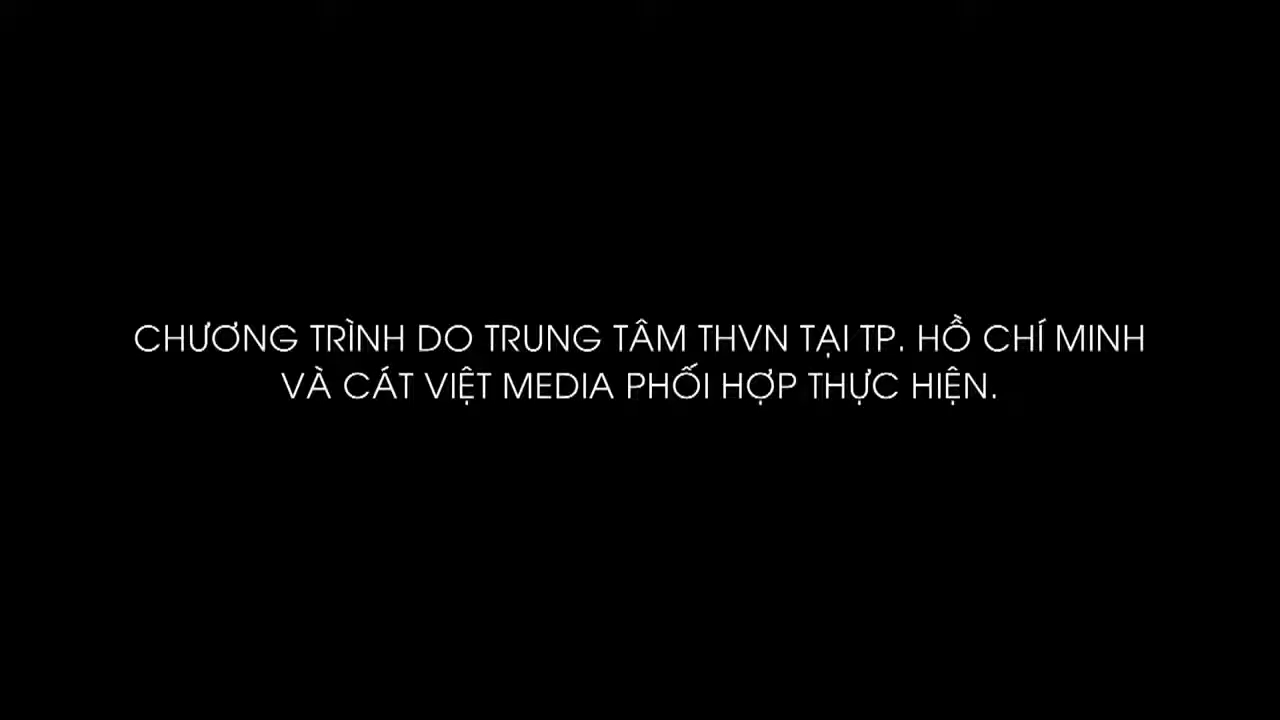 CHƯƠNG TRÌNH DO TRUNG TÂM THVN TẠI TP. HỒ CHÍ MINH
VÀ CÁT VIỆT MEDIA PHỐI HỢP THỰC HIỆN.